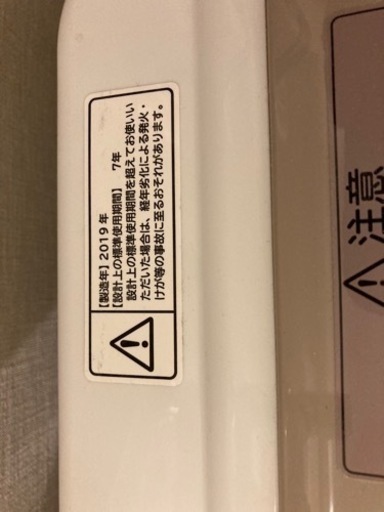 【製造年】2019年
【設計上の標準使用期間】 7年
設計上の標準使用期間を超えてお使いい
ただいた場合は、経年劣化による発火・
けが等の事故に至るおそれがあります。
注意